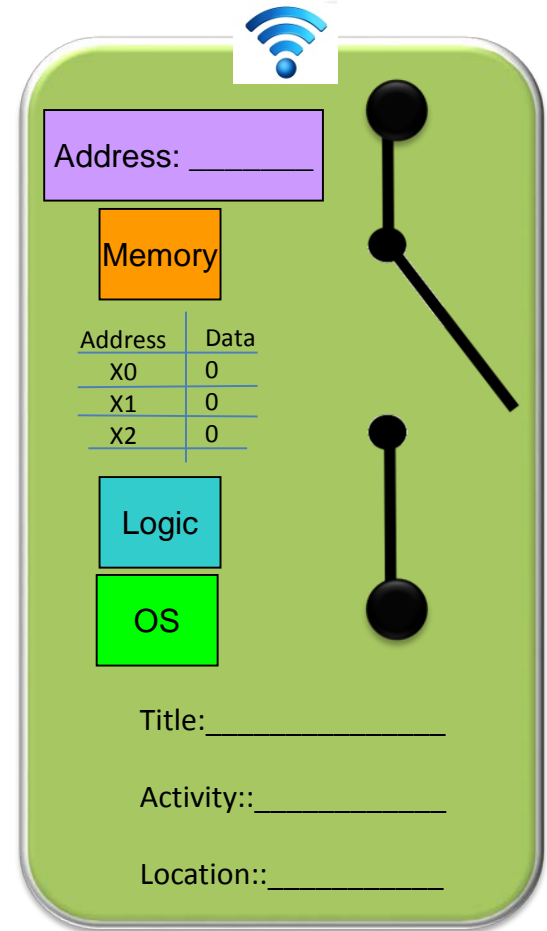 Address: _______
Memory
Address Data
X0 0
X1 0
X2 0
Logic
OS
Title:_______________
Activity::____________
Location::___________